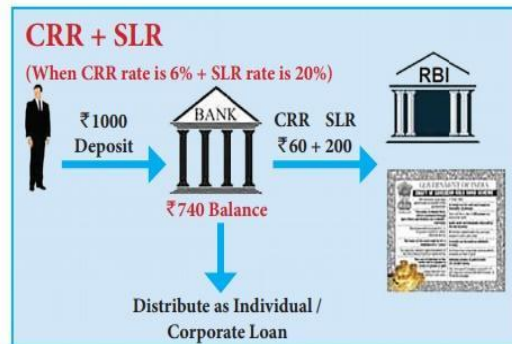 CRR + SLR
(When CRR rate is 6% + SLR rate is 20%)
₹1000
Deposit
BANK
CRR SLR
₹60 + 200
RBI
GOVERNMENT OF INDIA
₹740 Balance
Distribute as Individual /
Corporate Loan